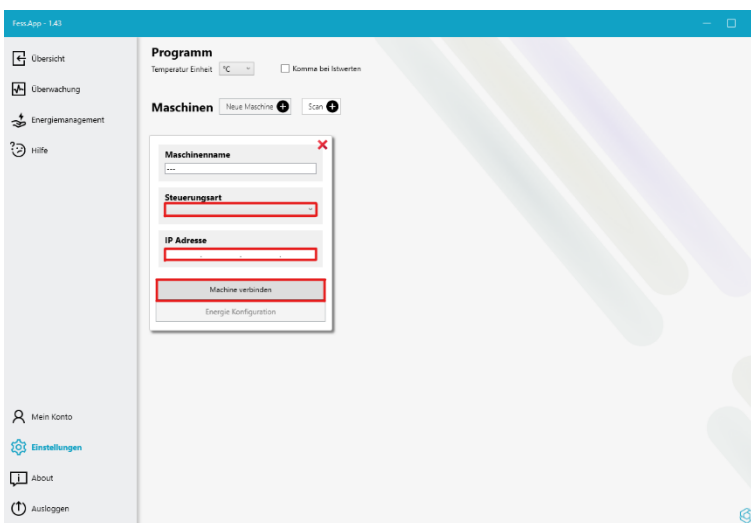 Fess.App - 1.43
Übersicht
Überwachung
Energiemanagement
Hilfe
Mein Konto
Einstellungen
About
Ausloggen
Programm
Temperatur Einheit °C Komma bei Istwerten
Maschinen Neue Maschine Scan
Maschinenname
---
Steuerungsart
IP Adresse
. . . .
Machine verbinden
Energie Konfiguration